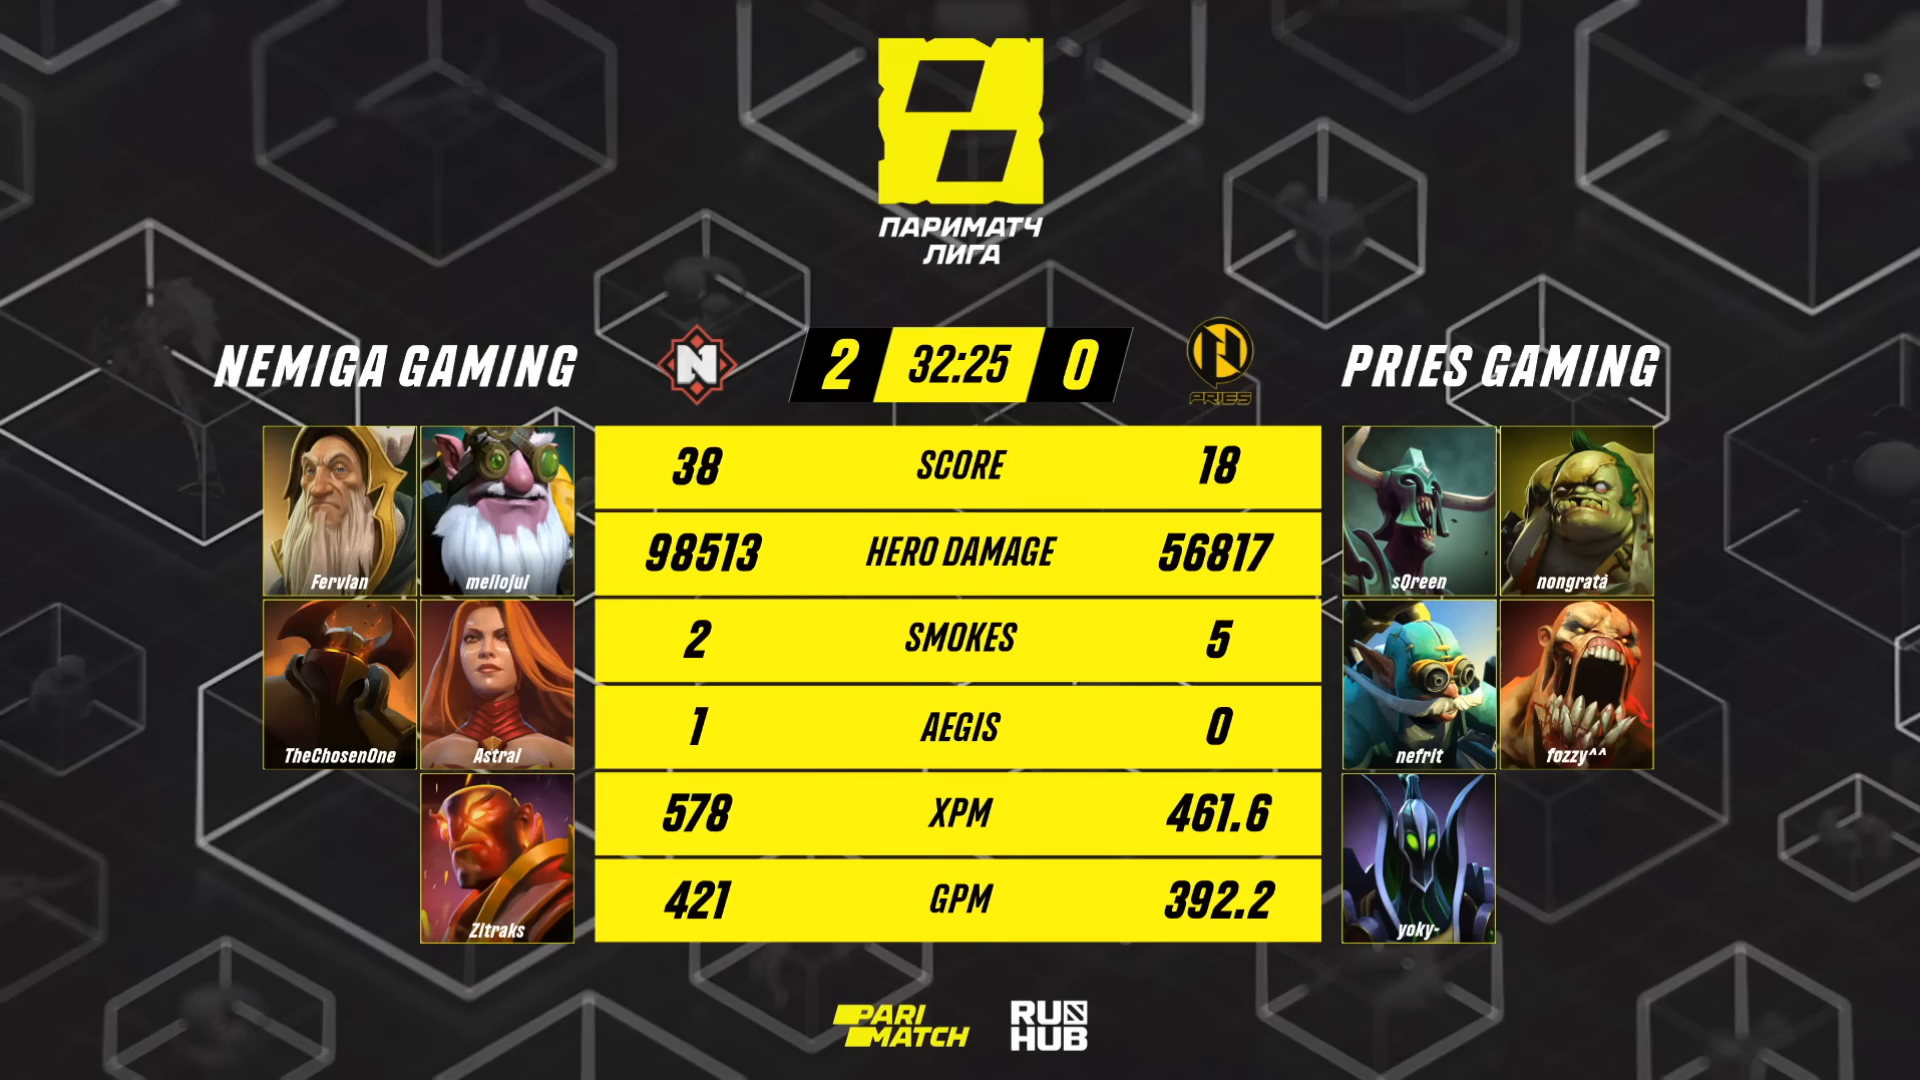 ПАРИМАТЧ
ЛИГА
NEMIGA GAMING
N
2
32:25
0
PRIES
PRIES GAMING
Fervian
mellojul
TheChosenOne
Astral
Zitraks
38 SCORE 18
98513 HERO DAMAGE 56817
2 SMOKES 5
1 AEGIS 0
578 XPM 461.6
421 GPM 392.2
sQreen
nongrata
nefrit
fozzy^^
yoky-
PARI
MATCH
RU
HUB